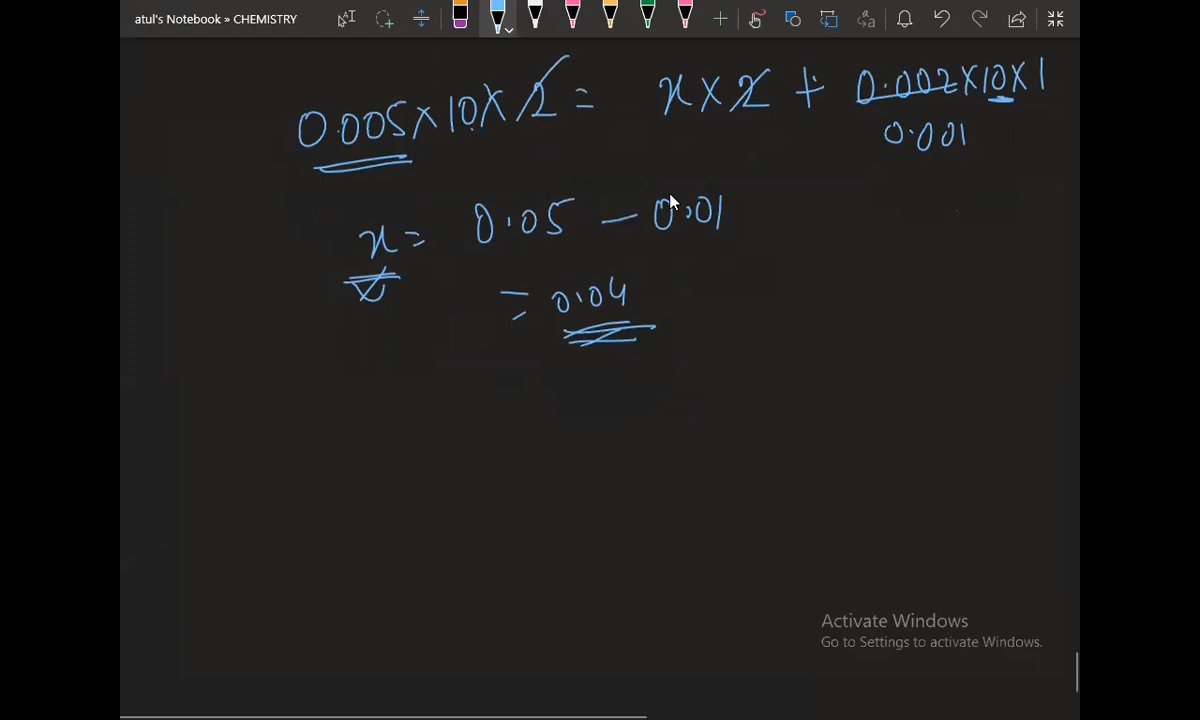 atul's Notebook » CHEMISTRY
0.005×10×2 = x×2 + 0.002×10×1
0.001
x = 0.05 – 0.01
= 0.04
Activate Windows
Go to Settings to activate Windows.